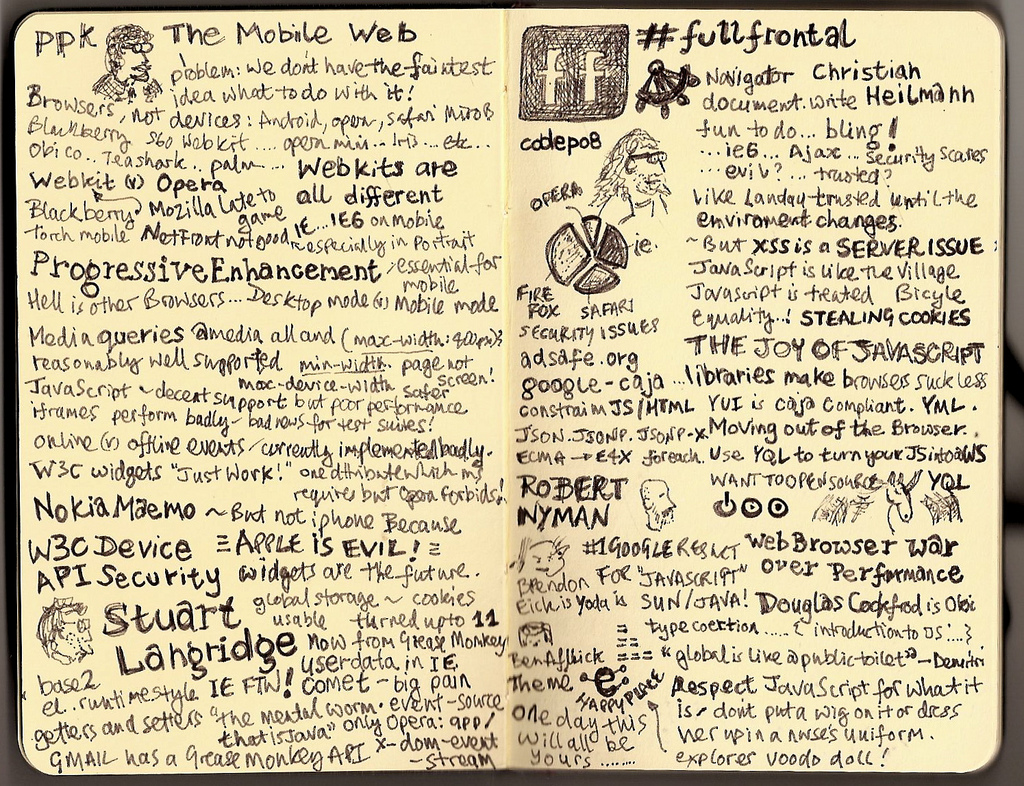 ppk The Mobile Web
problem: we don't have the faintest
idea what to do with it!
Browsers, not devices: Android, opera, safari Micro B
Blackberry S60 Webkit .... opera mini... Iris... etc...
Obico.. Teashark... palm....
Webkits are
all different
Webkit (v) Opera
Blackberry Mozilla late to
game
torch mobile NetFront not good IE...!IE6 on mobile
~ especially in Portrait
Progressive Enhancement / essential for
mobile
Hell is other Browsers... Desktop mode (v) Mobile mode
Media queries @media all and (max-width: 400px)
reasonably well supported min-width. page not
max-device-width safer screen!
JavaScript ~ decent support but poor performance
iframes perform badly - bad news for test suites!
online (v) offline events / currently implemented badly.
W3C widgets "Just Work!" one attribute which ms
requires but Opera forbids!
Nokia Maemo ~ But not iphone Because
≡ APPLE is EVIL! ≡
W3C Device
API Security widgets are the future.
Stuart
Langridge
global storage ~ cookies
usable turned up to 11
Now from Grease Monkey
userdata in IE
base2
el. runtimestyle IE FTW! comet - big pain
getters and setters "the mental worm. event-source
that is Java" only Opera: app/
x-dom-event
-stream
GMAIL has a Grease Monkey API
ff
#fullfrontal
Navigator Christian
document.write Heilmann
codepo8
fun to do... bling!
...ie6... Ajax... security scares
...evil?... trusted?
like Landay trusted until the
enviroment changes.
~ But XSS is a SERVER ISSUE:
JavaScript is like the Village
Javascript is treated Bicyle
Equality..! STEALING COOKIES
OPERA
ie.
FIRE
FOX SAFARI
SECURITY ISSUES
adsafe.org
google-caja
constraim JS/HTML
JSON. JSONP. JSONP-X
ECMA → E4X foreach.
THE JOY OF JAVASCRIPT
...libraries make browsers suck less
YUI is caja compliant. YML.
Moving out of the Browser.
Use YQL to turn your JS into a WS
WANT TO OPEN SOURCE YQL
ROBERT
NYMAN
#1 GOOGLE RESULT
FOR "JAVASCRIPT"
SUN/JAVA!
Web Browser War
over Performance
Brendon
Eich is Yoda is
Douglas Cockfrod is Obi
type coertion ..... { introduction to JS ...}
Ben Affleck
theme
e
HAPPY PLACE
"global is like a public toilet" - Demitri
Respect JavaScript for what it
is / dont put a wig on it or dress
her up in a nurse's uniform.
explorer voodo doll!
One day this
will all be
yours ........